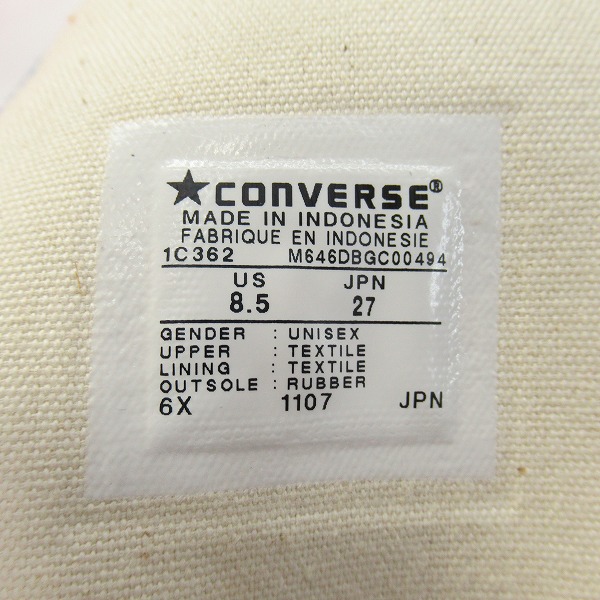 ★CONVERSE®
MADE IN INDONESIA
FABRIQUE EN INDONESIE
1C362 M646DBGC00494
US JPN
8.5 27
GENDER : UNISEX
UPPER : TEXTILE
LINING : TEXTILE
OUTSOLE : RUBBER
6X 1107 JPN